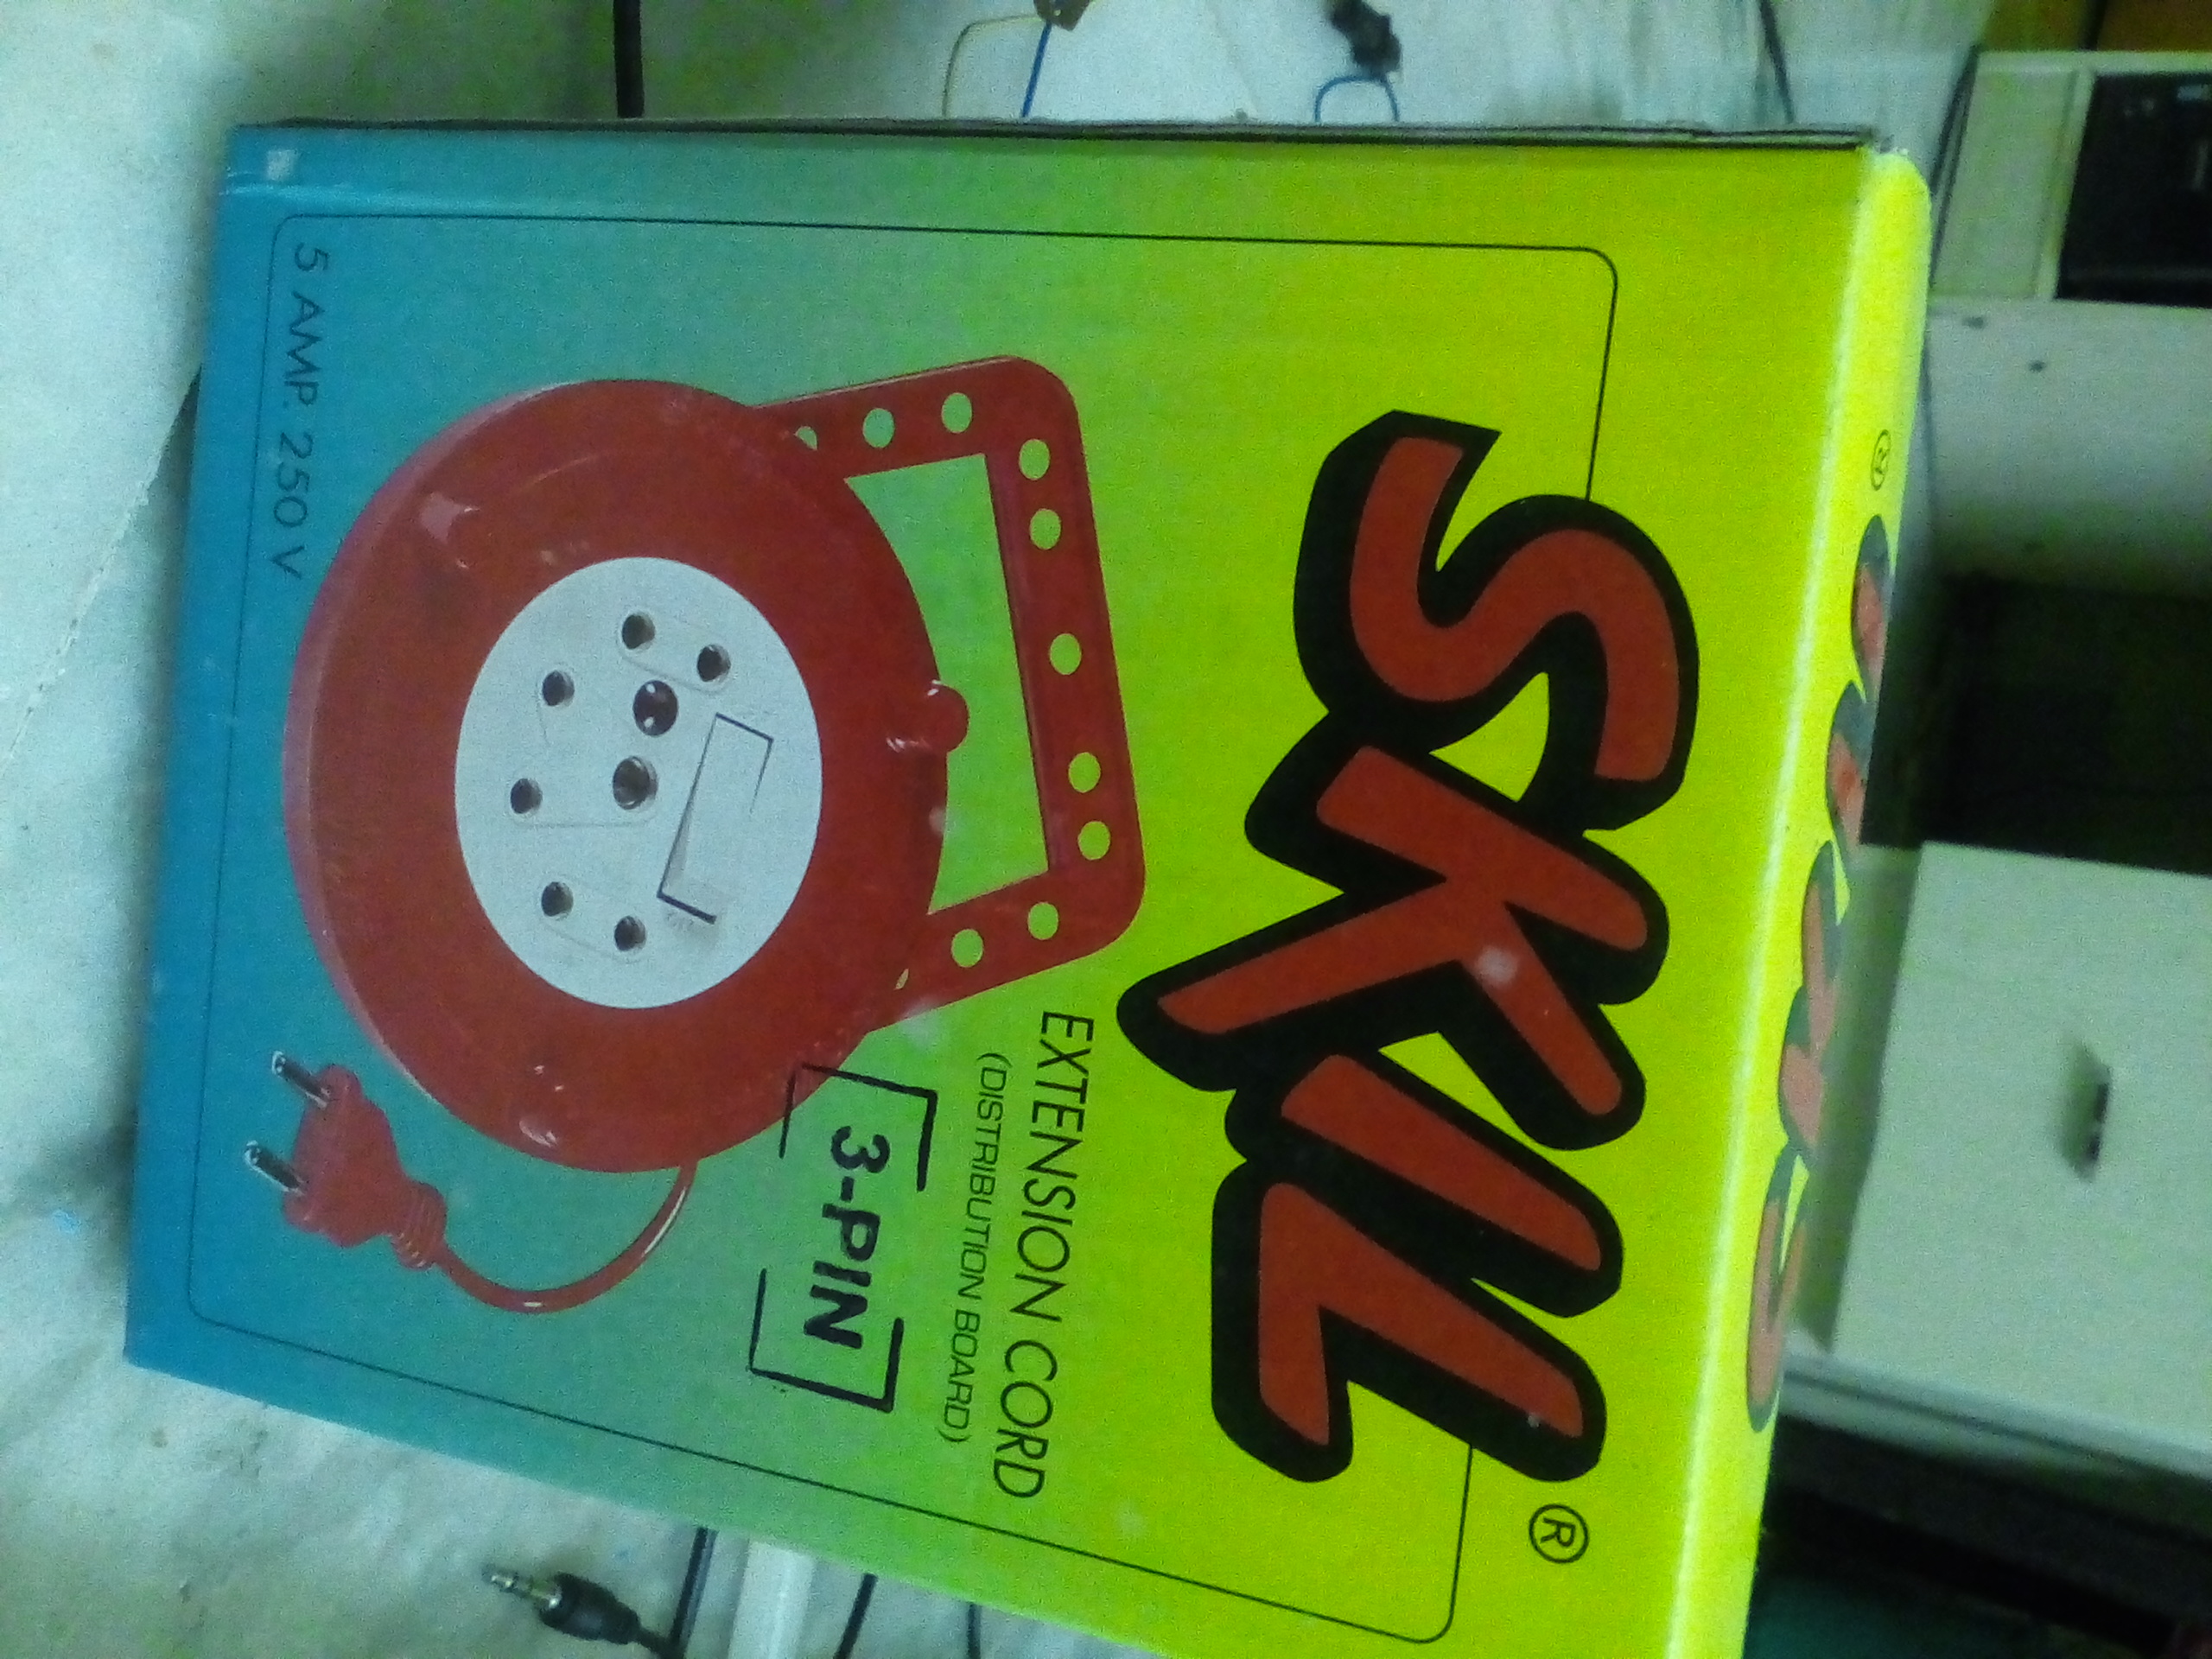 SKIL ®
EXTENSION CORD
(DISTRIBUTION BOARD)
3-PIN
5 AMP. 250 V
®